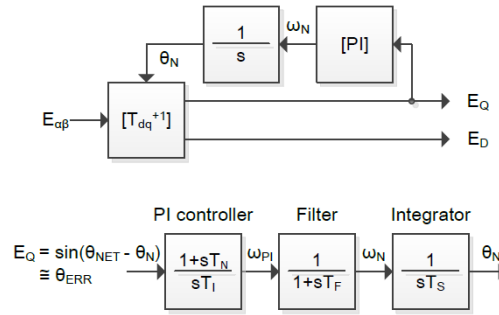 1
s
ω_N
[PI]
θ_N
E_αβ
[T_dq^+1]
E_Q
E_D
PI controller
Filter
Integrator
E_Q = sin(θ_NET - θ_N)
≅ θ_ERR
1+sT_N
sT_I
ω_PI
1
1+sT_F
ω_N
1
sT_S
θ_N